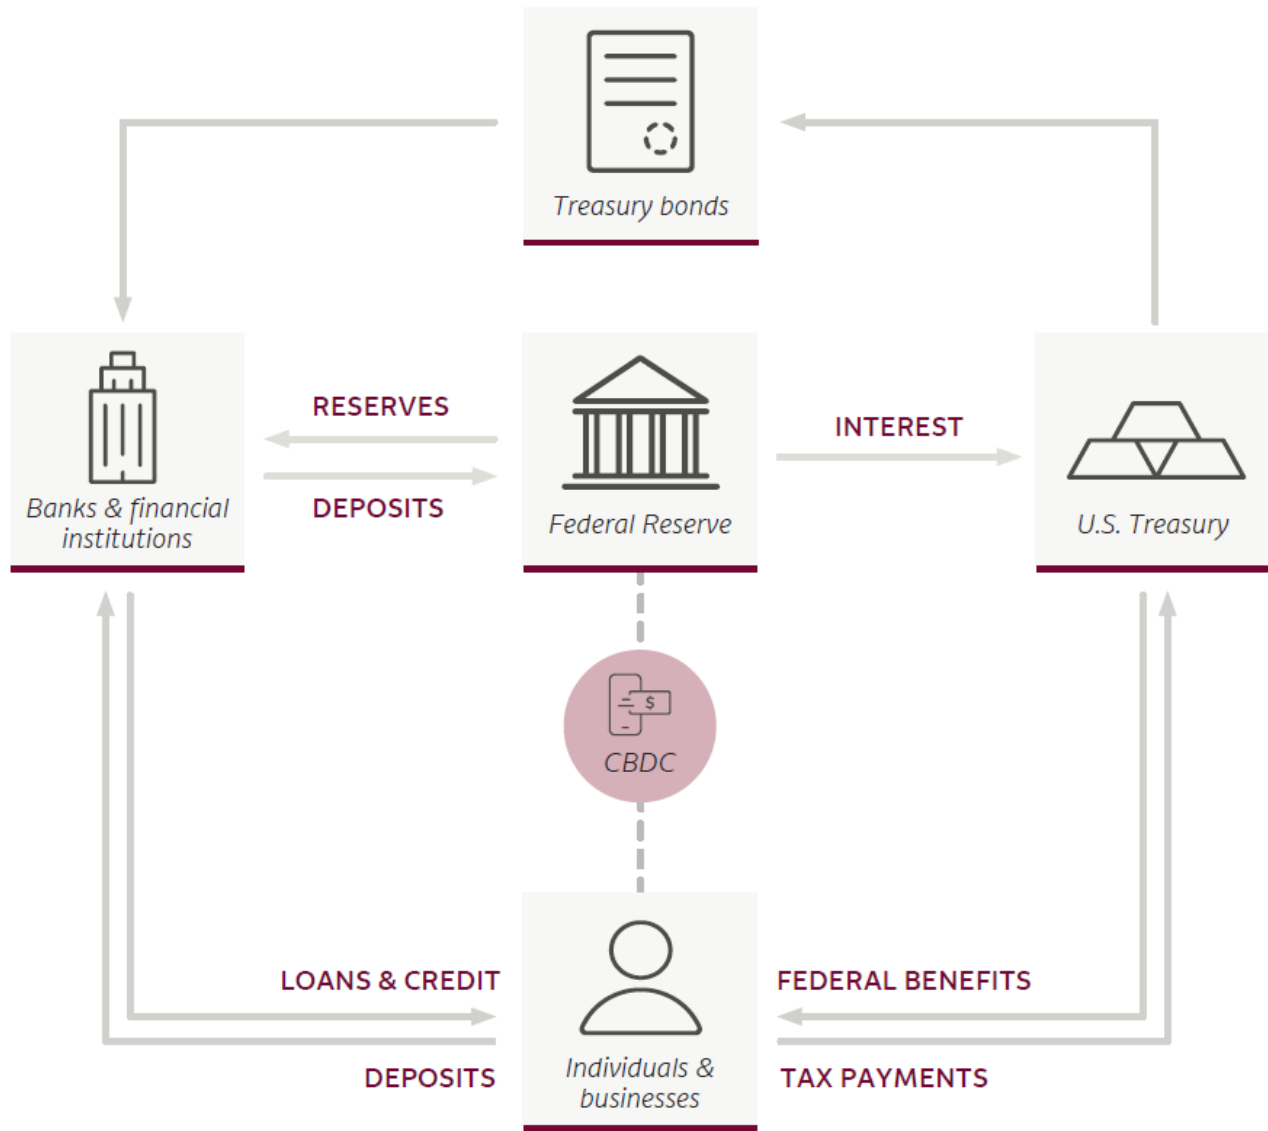 Treasury bonds
RESERVES
INTEREST
Banks & financial
institutions
DEPOSITS
Federal Reserve
U.S. Treasury
$
CBDC
LOANS & CREDIT
FEDERAL BENEFITS
DEPOSITS
Individuals &
businesses
TAX PAYMENTS